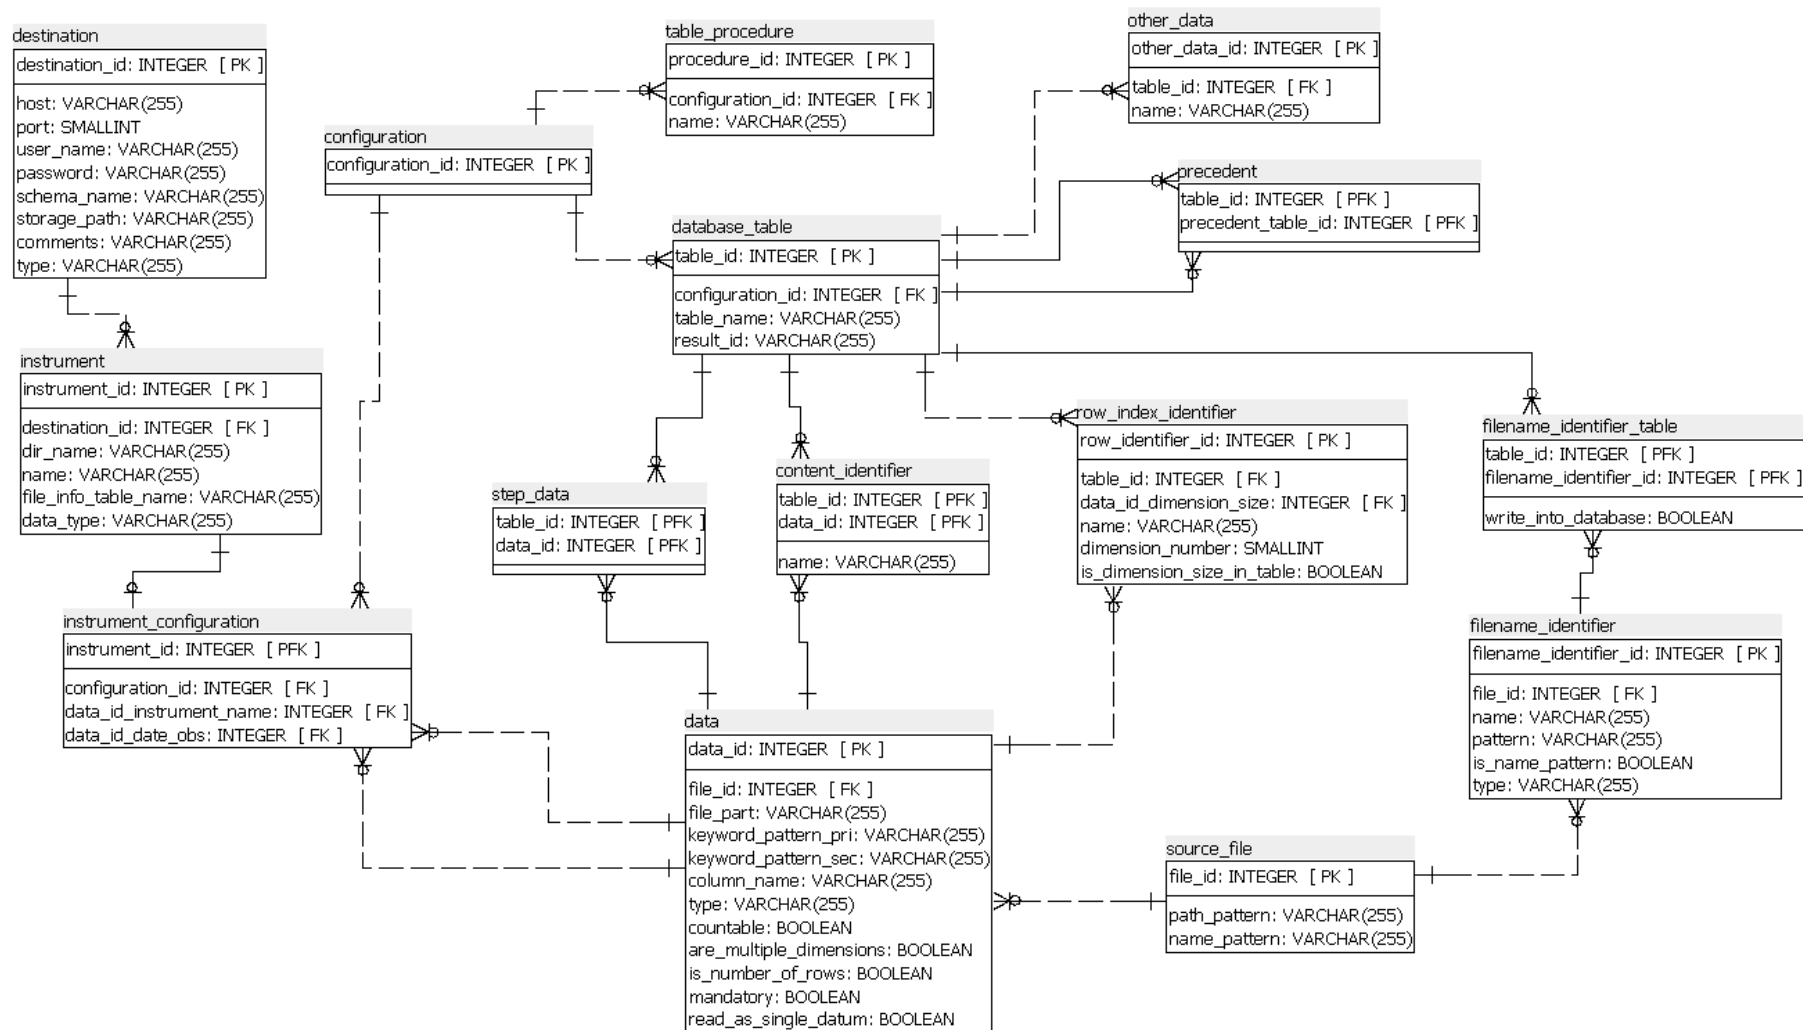 destination
destination_id: INTEGER [ PK ]
host: VARCHAR(255)
port: SMALLINT
user_name: VARCHAR(255)
password: VARCHAR(255)
schema_name: VARCHAR(255)
storage_path: VARCHAR(255)
comments: VARCHAR(255)
type: VARCHAR(255)
table_procedure
procedure_id: INTEGER [ PK ]
configuration_id: INTEGER [ FK ]
name: VARCHAR(255)
other_data
other_data_id: INTEGER [ PK ]
table_id: INTEGER [ FK ]
name: VARCHAR(255)
configuration
configuration_id: INTEGER [ PK ]
precedent
table_id: INTEGER [ PFK ]
precedent_table_id: INTEGER [ PFK ]
database_table
table_id: INTEGER [ PK ]
configuration_id: INTEGER [ FK ]
table_name: VARCHAR(255)
result_id: VARCHAR(255)
instrument
instrument_id: INTEGER [ PK ]
destination_id: INTEGER [ FK ]
dir_name: VARCHAR(255)
name: VARCHAR(255)
file_info_table_name: VARCHAR(255)
data_type: VARCHAR(255)
step_data
table_id: INTEGER [ PFK ]
data_id: INTEGER [ PFK ]
content_identifier
table_id: INTEGER [ PFK ]
data_id: INTEGER [ PFK ]
name: VARCHAR(255)
row_index_identifier
row_identifier_id: INTEGER [ PK ]
table_id: INTEGER [ FK ]
data_id_dimension_size: INTEGER [ FK ]
name: VARCHAR(255)
dimension_number: SMALLINT
is_dimension_size_in_table: BOOLEAN
filename_identifier_table
table_id: INTEGER [ PFK ]
filename_identifier_id: INTEGER [ PFK ]
write_into_database: BOOLEAN
instrument_configuration
instrument_id: INTEGER [ PFK ]
configuration_id: INTEGER [ FK ]
data_id_instrument_name: INTEGER [ FK ]
data_id_date_obs: INTEGER [ FK ]
filename_identifier
filename_identifier_id: INTEGER [ PK ]
file_id: INTEGER [ FK ]
name: VARCHAR(255)
pattern: VARCHAR(255)
is_name_pattern: BOOLEAN
type: VARCHAR(255)
data
data_id: INTEGER [ PK ]
file_id: INTEGER [ FK ]
file_part: VARCHAR(255)
keyword_pattern_pri: VARCHAR(255)
keyword_pattern_sec: VARCHAR(255)
column_name: VARCHAR(255)
type: VARCHAR(255)
countable: BOOLEAN
are_multiple_dimensions: BOOLEAN
is_number_of_rows: BOOLEAN
mandatory: BOOLEAN
read_as_single_datum: BOOLEAN
source_file
file_id: INTEGER [ PK ]
path_pattern: VARCHAR(255)
name_pattern: VARCHAR(255)